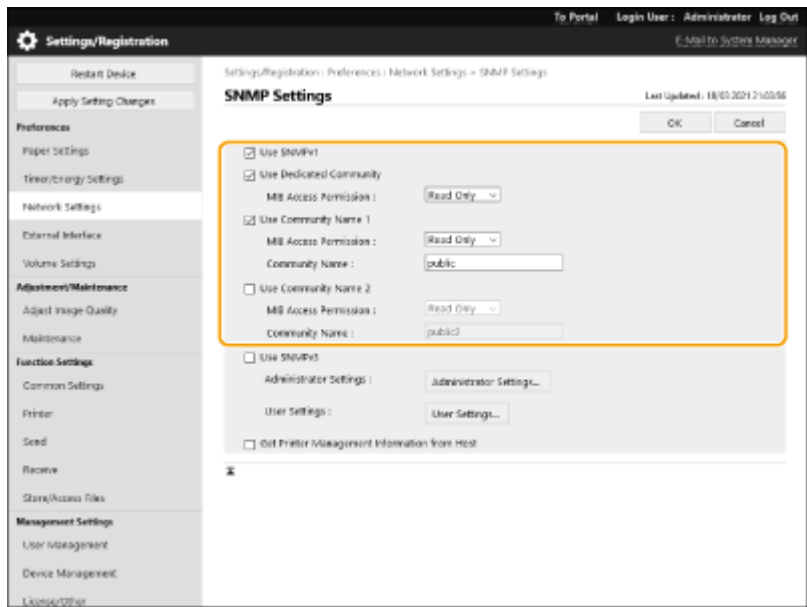 To Portal Login User : Administrator Log Out
Settings/Registration E-Mail to System Manager
Restart Device
Apply Setting Changes
Preferences
Paper Settings
Timer/Energy Settings
Network Settings
External Interface
Volume Settings
Adjustment/Maintenance
Adjust Image Quality
Maintenance
Function Settings
Common Settings
Printer
Send
Receive
Store/Access Files
Management Settings
User Management
Device Management
License/Other
Settings/Registration : Preferences : Network Settings > SNMP Settings
SNMP Settings Last Updated : 18/03 2021 21:03:56
OK Cancel
Use SNMPv1
Use Dedicated Community
MIB Access Permission : Read Only
Use Community Name 1
MIB Access Permission : Read Only
Community Name : public
Use Community Name 2
MIB Access Permission : Read Only
Community Name : public2
Use SNMPv3
Administrator Settings : Administrator Settings...
User Settings : User Settings...
Get Printer Management Information from Host